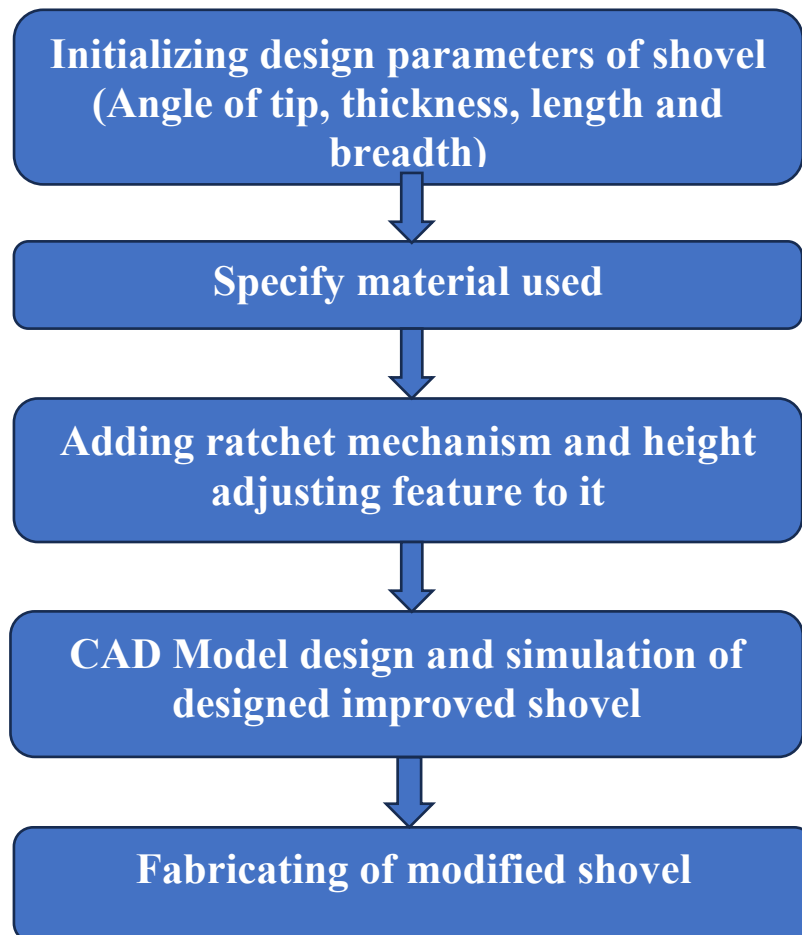 Initializing design parameters of shovel
(Angle of tip, thickness, length and
breadth)
Specify material used
Adding ratchet mechanism and height
adjusting feature to it
CAD Model design and simulation of
designed improved shovel
Fabricating of modified shovel